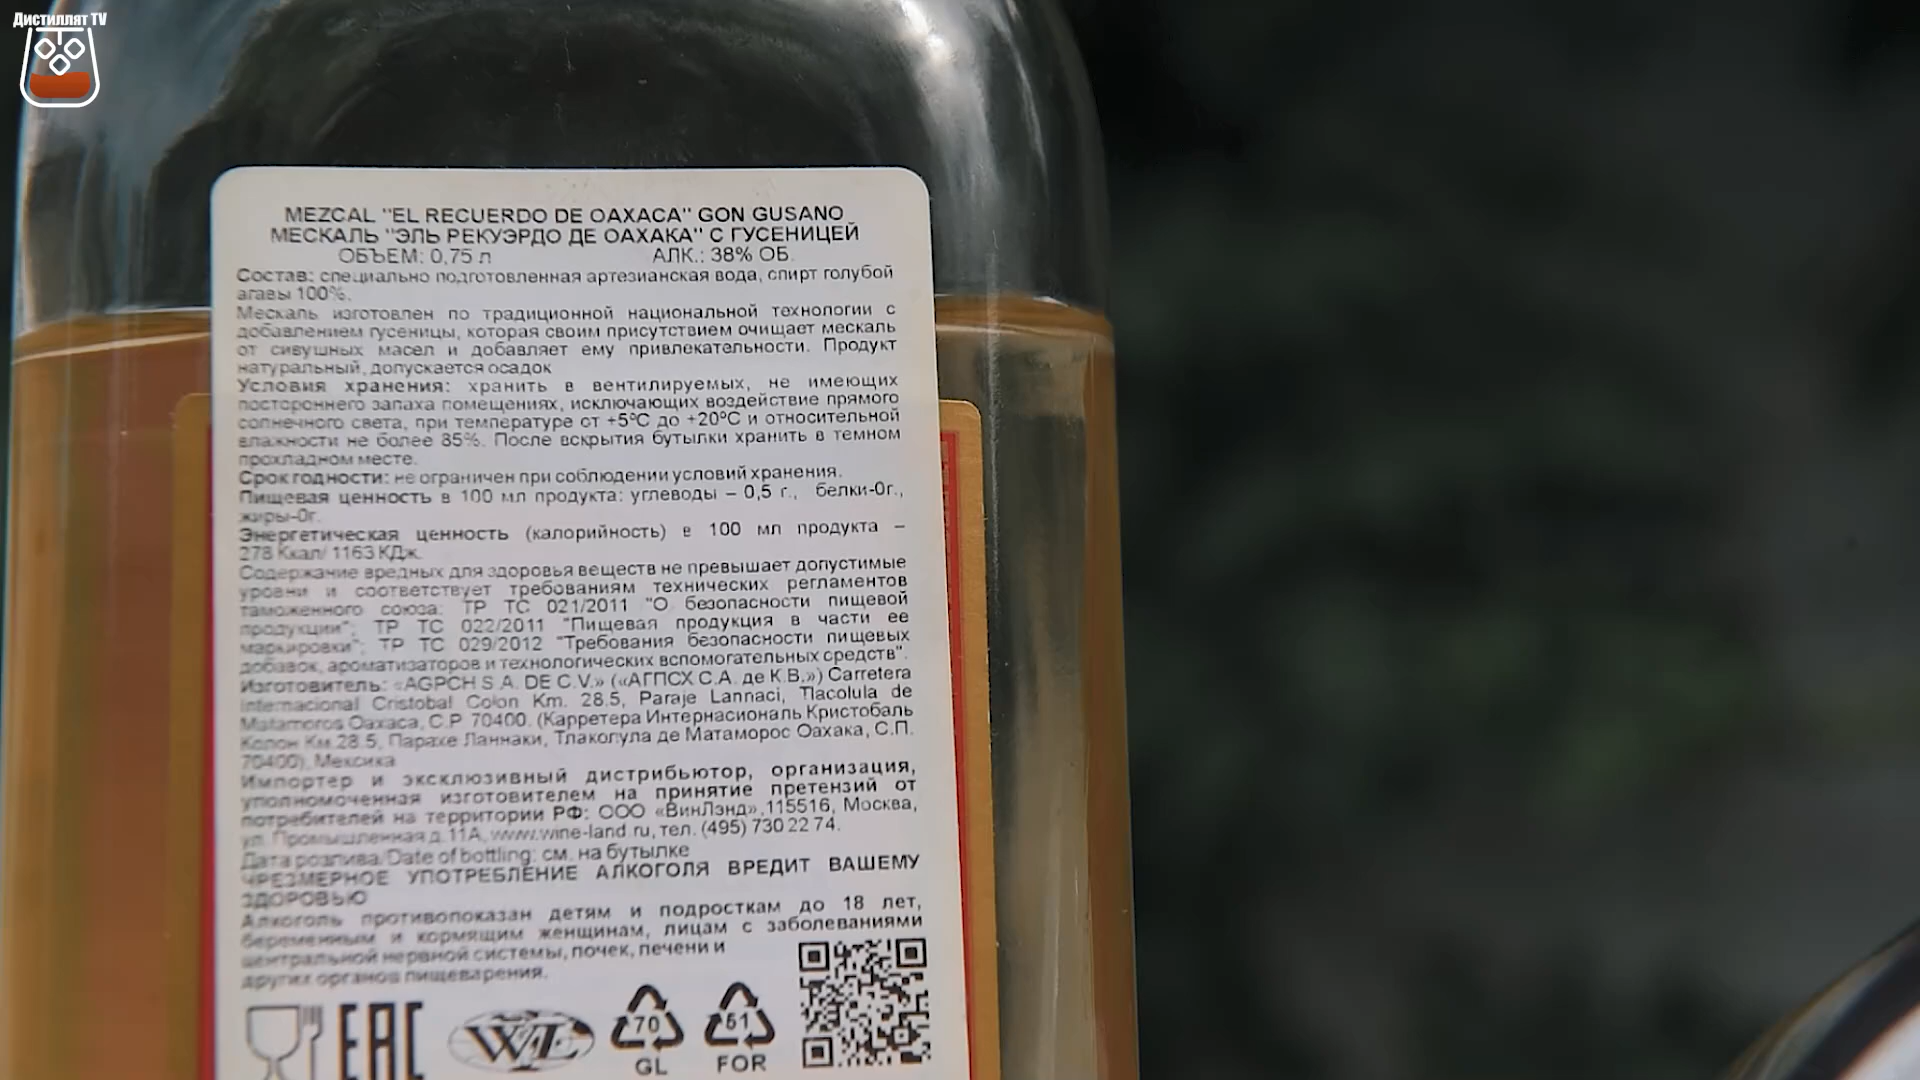 Дистиллят TV
MEZCAL "EL RECUERDO DE OAXACA" GON GUSANO
МЕСКАЛЬ "ЭЛЬ РЕКУЭРДО ДЕ ОАХАКА" С ГУСЕНИЦЕЙ
ОБЪЕМ: 0,75 л АЛК.: 38% ОБ.
Состав: специально подготовленная артезианская вода, спирт голубой
агавы 100%.
Мескаль изготовлен по традиционной национальной технологии с
добавлением гусеницы, которая своим присутствием очищает мескаль
от сивушных масел и добавляет ему привлекательности. Продукт
натуральный, допускается осадок
Условия хранения: хранить в вентилируемых, не имеющих
постороннего запаха помещениях, исключающих воздействие прямого
солнечного света, при температуре от +5ºС до +20ºС и относительной
влажности не более 85%. После вскрытия бутылки хранить в темном
прохладном месте.
Срок годности: не ограничен при соблюдении условий хранения.
Пищевая ценность в 100 мл продукта: углеводы – 0,5 г., белки-0г.,
жиры-0г.
Энергетическая ценность (калорийность) в 100 мл продукта –
278 Ккал/ 1163 КДж.
Содержание вредных для здоровья веществ не превышает допустимые
уровни и соответствует требованиям технических регламентов
таможенного союза: ТР ТС 021/2011 "О безопасности пищевой
продукции"; ТР ТС 022/2011 "Пищевая продукция в части ее
маркировки"; ТР ТС 029/2012 "Требования безопасности пищевых
добавок, ароматизаторов и технологических вспомогательных средств".
Изготовитель: «AGPCH S.A. DE C.V.» («АГПСХ С.А. де К.В.») Carretera
Internacional Cristobal Colon Km. 28.5, Paraje Lannaci, Tlacolula de
Matamoros Oaxaca, C.P. 70400. (Карретера Интернасиональ Кристобаль
Колон Км.28.5, Парахе Ланнаки, Тлаколула де Матаморос Оахака, С.П.
70400), Мексика
Импортер и эксклюзивный дистрибьютор, организация,
уполномоченная изготовителем на принятие претензий от
потребителей на территории РФ: ООО «ВинЛэнд»,115516, Москва,
ул. Промышленная д.11А, www.wine-land.ru, тел. (495) 730 22 74.
Дата розлива/Date of bottling: см. на бутылке
ЧРЕЗМЕРНОЕ УПОТРЕБЛЕНИЕ АЛКОГОЛЯ ВРЕДИТ ВАШЕМУ
ЗДОРОВЬЮ
Алкоголь противопоказан детям и подросткам до 18 лет,
беременным и кормящим женщинам, лицам с заболеваниями
центральной нервной системы, почек, печени и
других органов пищеварения.
EAC WL 70 51
GL FOR